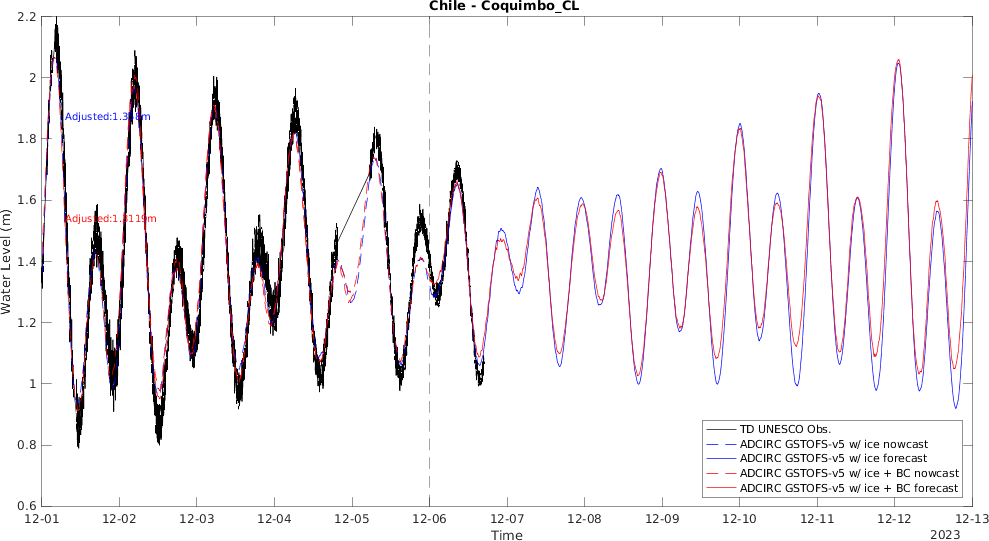 Chile - Coquimbo_CL
Water Level (m)
2.2
2
1.8
1.6
1.4
1.2
1
0.8
0.6
Adjusted:
Adjusted:
TD UNESCO Obs.
ADCIRC GSTOFS-v5 w/ ice nowcast
ADCIRC GSTOFS-v5 w/ ice forecast
ADCIRC GSTOFS-v5 w/ ice + BC nowcast
ADCIRC GSTOFS-v5 w/ ice + BC forecast
12-01 12-02 12-03 12-04 12-05 12-06 12-07 12-08 12-09 12-10 12-11 12-12 12-13
Time
2023